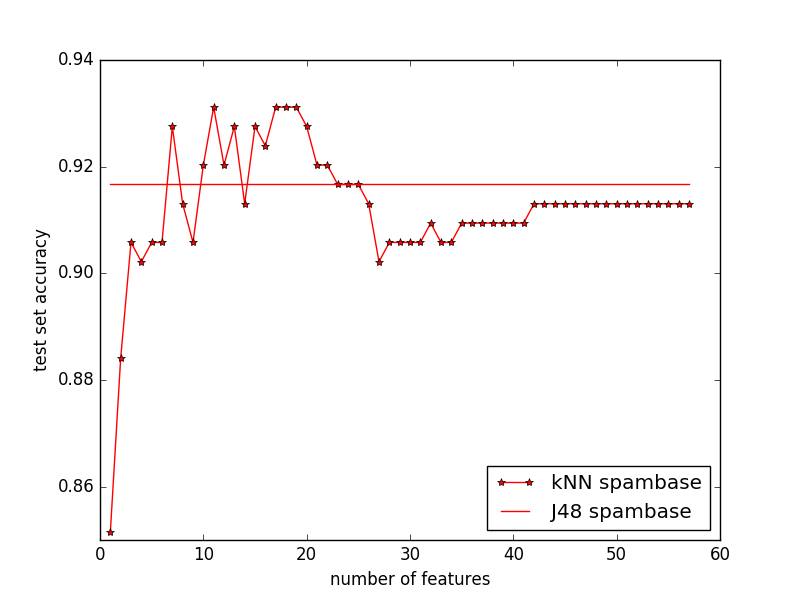 0.94
0.92
0.90
0.88
0.86
test set accuracy
0 10 20 30 40 50 60
number of features
kNN spambase
J48 spambase